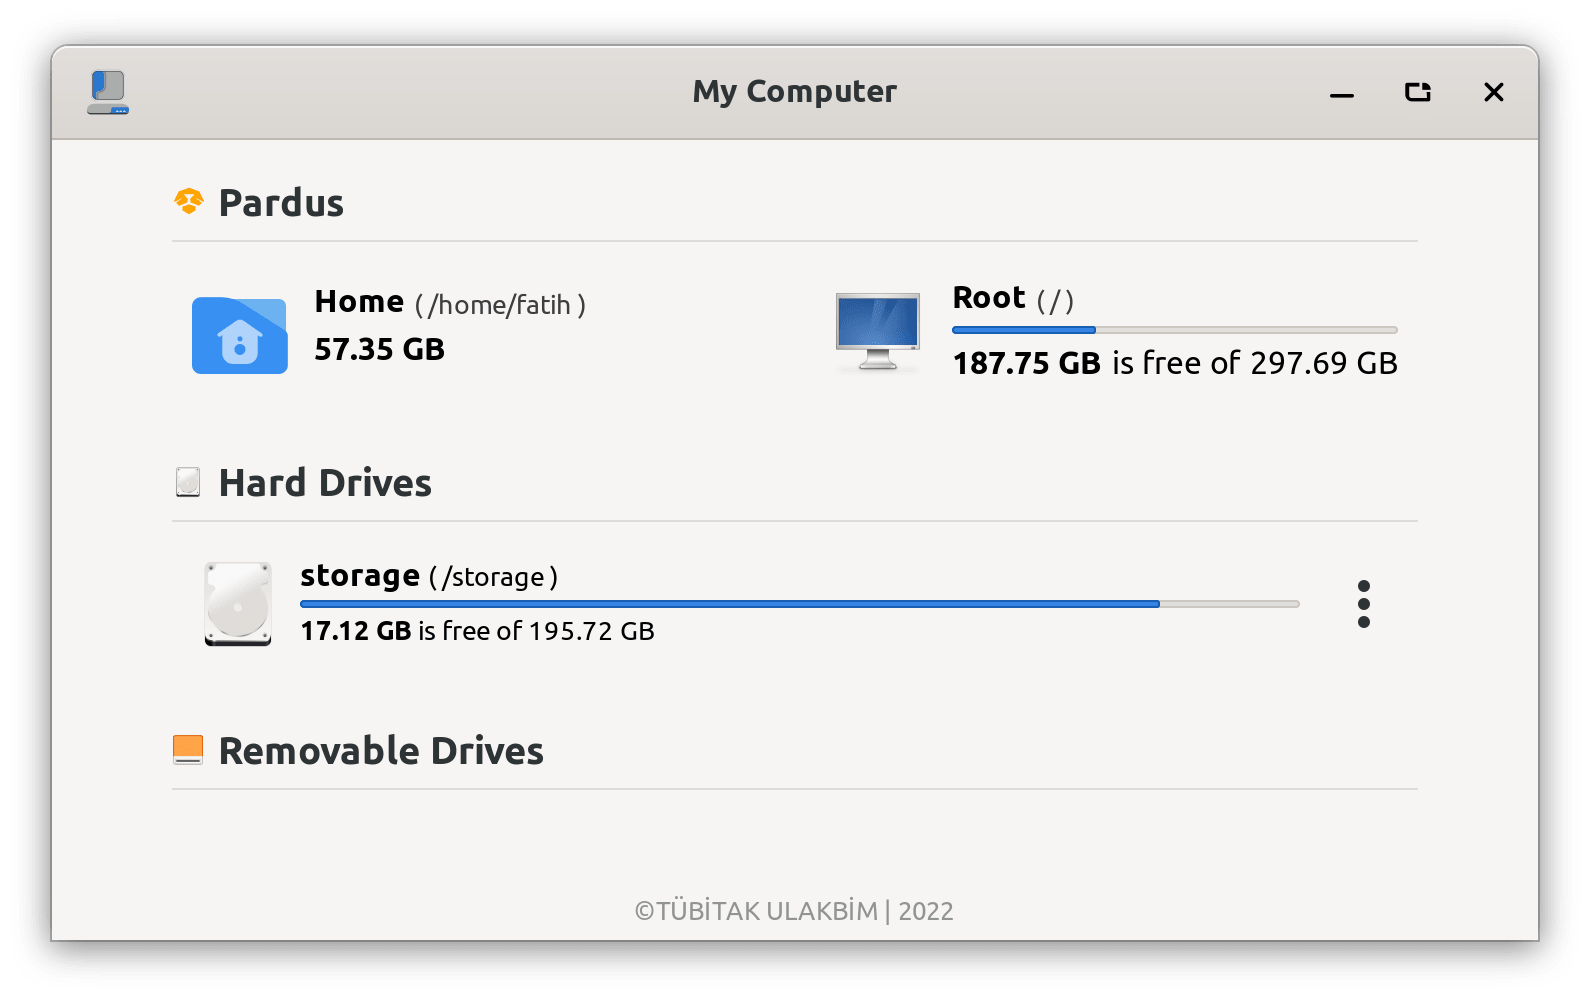 My Computer
Pardus
Home (/home/fatih)
57.35 GB
Root (/)
187.75 GB is free of 297.69 GB
Hard Drives
storage (/storage)
17.12 GB is free of 195.72 GB
Removable Drives
©TÜBİTAK ULAKBİM | 2022